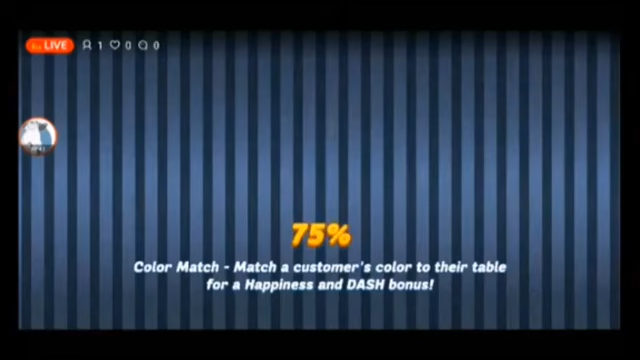 LIVE 1 0 0
75%
Color Match - Match a customer's color to their table
for a Happiness and DASH bonus!